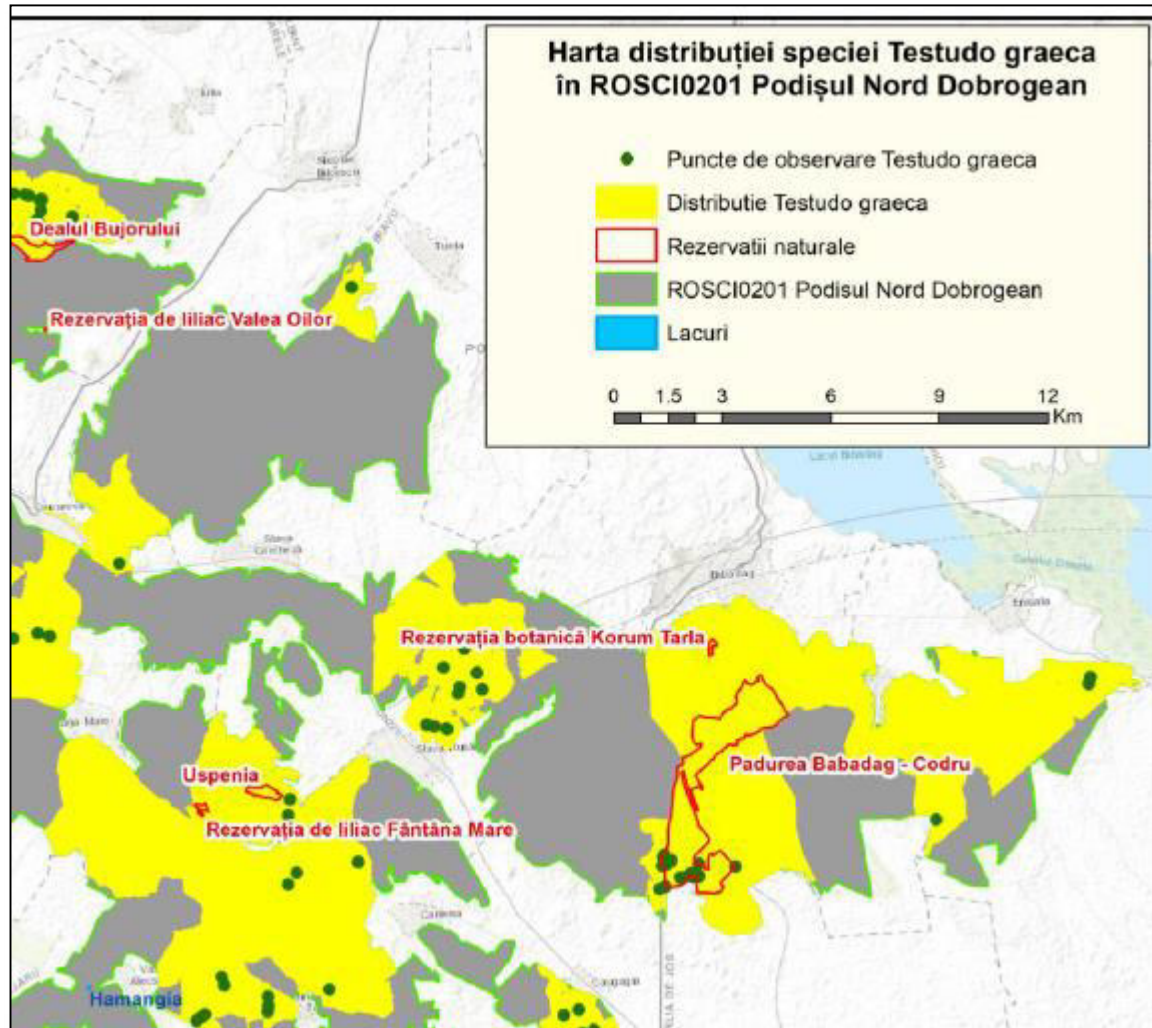 Harta distribuției speciei Testudo graeca
în ROSCI0201 Podișul Nord Dobrogean
Puncte de observare Testudo graeca
Distributie Testudo graeca
Rezervatii naturale
ROSCI0201 Podisul Nord Dobrogean
Lacuri
0 1.5 3 6 9 12
Km
Dealul Bujorului
Rezervația de liliac Valea Oilor
Rezervația botanică Korum Tarla
Padurea Babadag - Codru
Uspenia
Rezervația de liliac Fântâna Mare
Hamangia